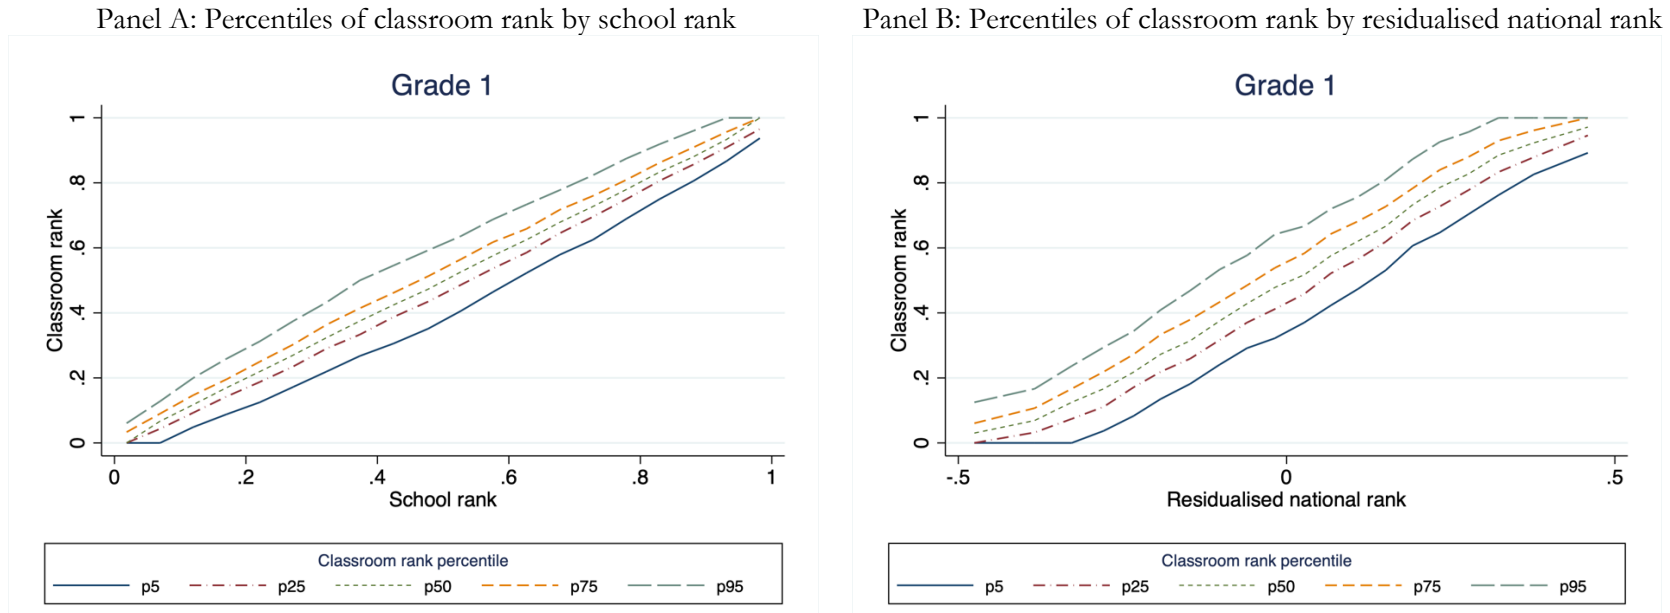 Panel A: Percentiles of classroom rank by school rank
Grade 1
Classroom rank
1
.8
.6
.4
.2
0
0 .2 .4 .6 .8 1
School rank
Classroom rank percentile
p5 p25 p50 p75 p95
Panel B: Percentiles of classroom rank by residualised national rank
Grade 1
Classroom rank
1
.8
.6
.4
.2
0
-.5 0 .5
Residualised national rank
Classroom rank percentile
p5 p25 p50 p75 p95